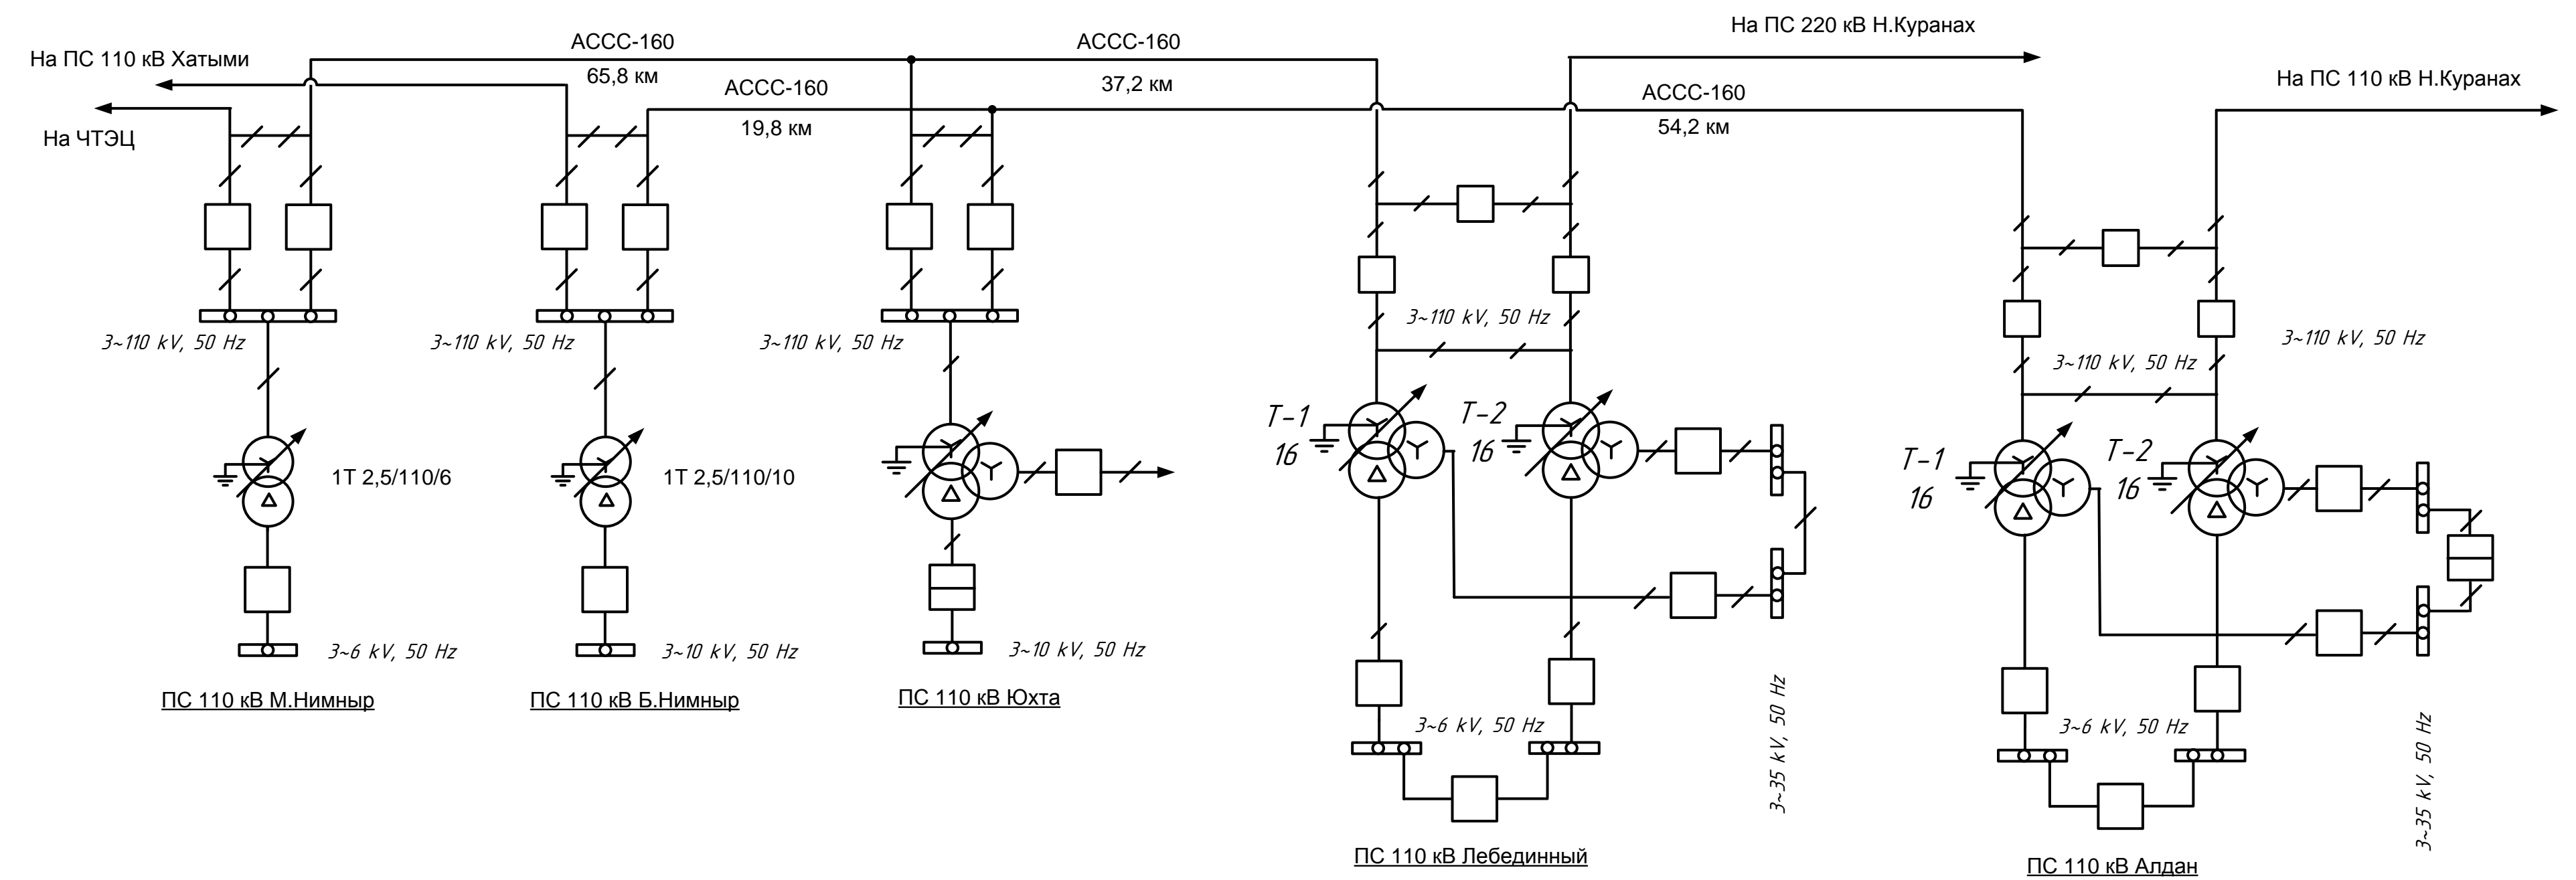 На ПС 220 кВ Н.Куранах
АССС-160
АССС-160
На ПС 110 кВ Хатыми
65,8 км
37,2 км
На ПС 110 кВ Н.Куранах
АССС-160
АССС-160
На ЧТЭЦ
19,8 км
54,2 км
3~110 kV, 50 Hz
3~110 kV, 50 Hz
3~110 kV, 50 Hz
3~110 kV, 50 Hz
3~110 kV, 50 Hz
3~110 kV, 50 Hz
Т-1
16
Т-2
16
Т-1
16
Т-2
16
1Т 2,5/110/6
1Т 2,5/110/10
3~6 kV, 50 Hz
3~10 kV, 50 Hz
3~10 kV, 50 Hz
ПС 110 кВ М.Нимныр
ПС 110 кВ Б.Нимныр
ПС 110 кВ Юхта
3~6 kV, 50 Hz
3~35 kV, 50 Hz
3~6 kV, 50 Hz
3~35 kV, 50 Hz
ПС 110 кВ Лебединный
ПС 110 кВ Алдан